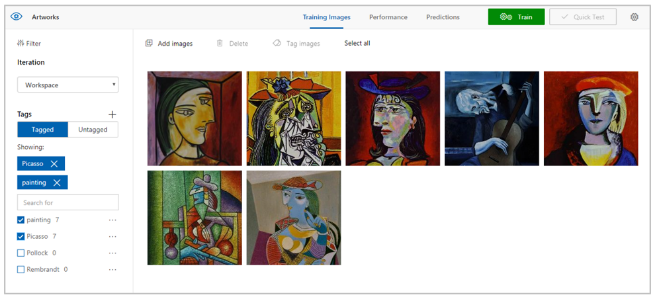 Artworks
Training Images
Performance
Predictions
Train
Quick Test
Filter
Iteration
Workspace
Tags
Tagged
Untagged
Showing:
Picasso
painting
Search for
painting 7
Picasso 7
Pollock 0
Rembrandt 0
Add images
Delete
Tag images
Select all